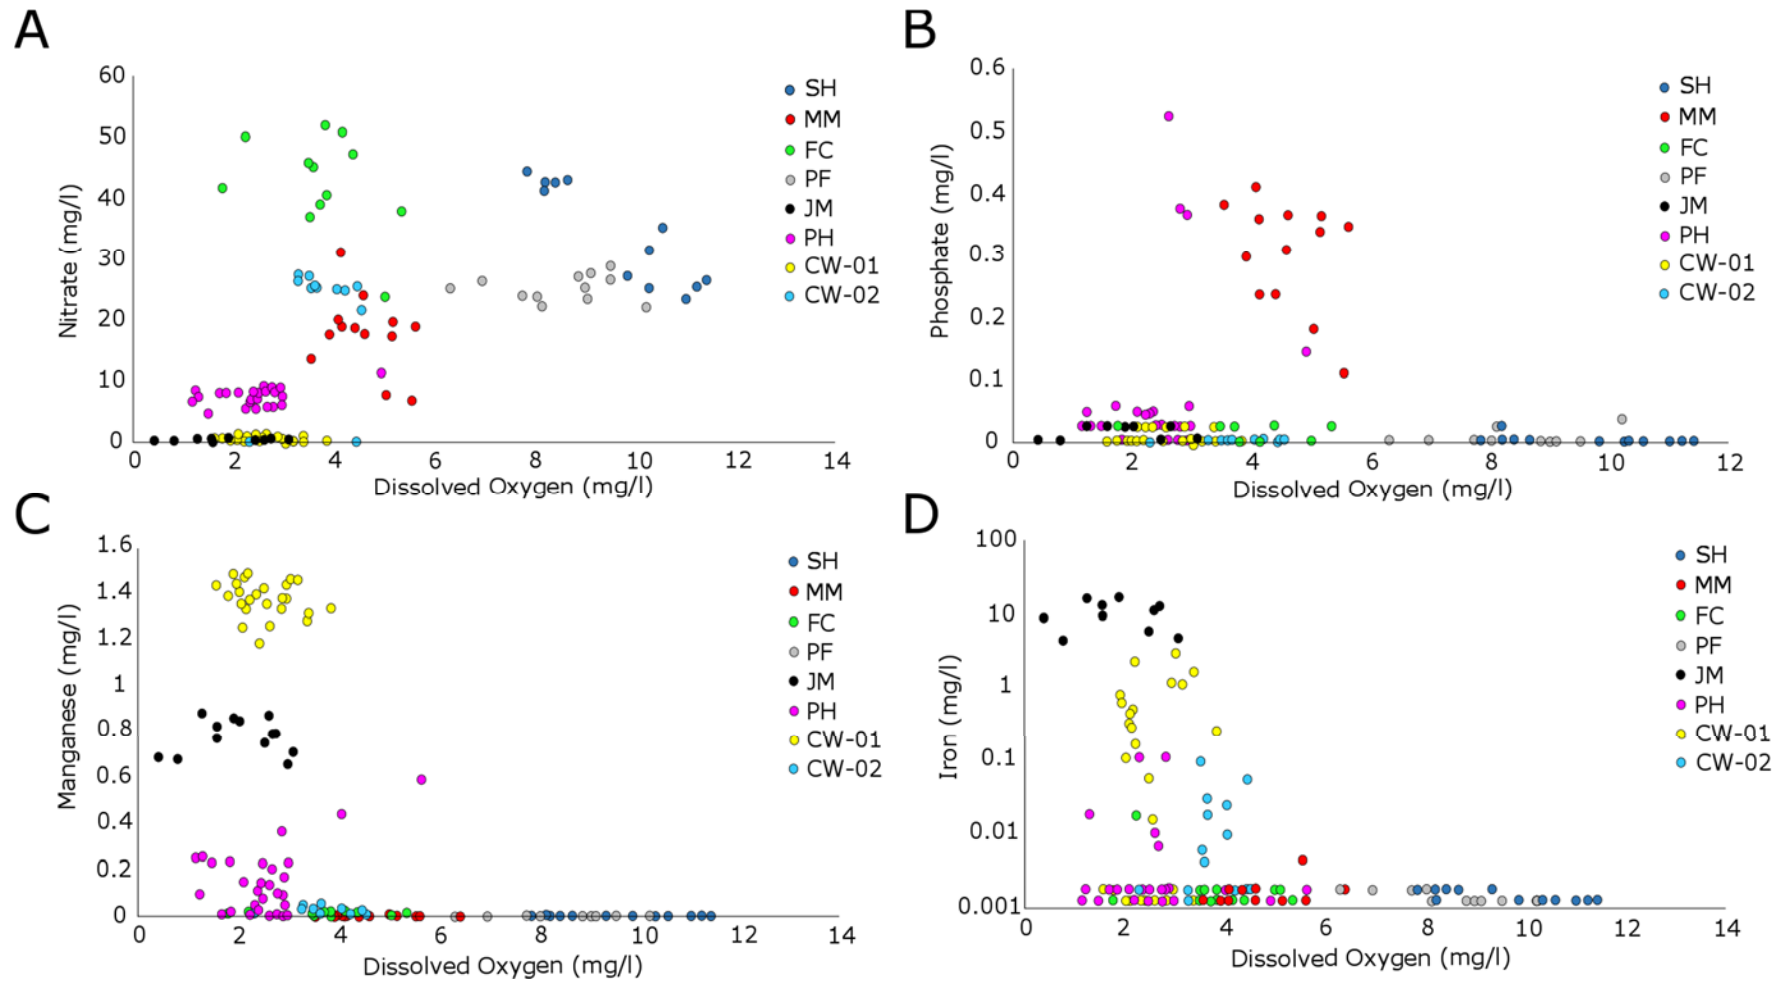 A
Nitrate (mg/l)
60
50
40
30
20
10
0
0 2 4 6 8 10 12 14
Dissolved Oxygen (mg/l)
SH
MM
FC
PF
JM
PH
CW-01
CW-02
B
Phosphate (mg/l)
0.6
0.5
0.4
0.3
0.2
0.1
0
0 2 4 6 8 10 12
Dissolved Oxygen (mg/l)
SH
MM
FC
PF
JM
PH
CW-01
CW-02
C
Manganese (mg/l)
1.6
1.4
1.2
1
0.8
0.6
0.4
0.2
0
0 2 4 6 8 10 12 14
Dissolved Oxygen (mg/l)
SH
MM
FC
PF
JM
PH
CW-01
CW-02
D
Iron (mg/l)
100
10
1
0.1
0.01
0.001
0 2 4 6 8 10 12 14
Dissolved Oxygen (mg/l)
SH
MM
FC
PF
JM
PH
CW-01
CW-02